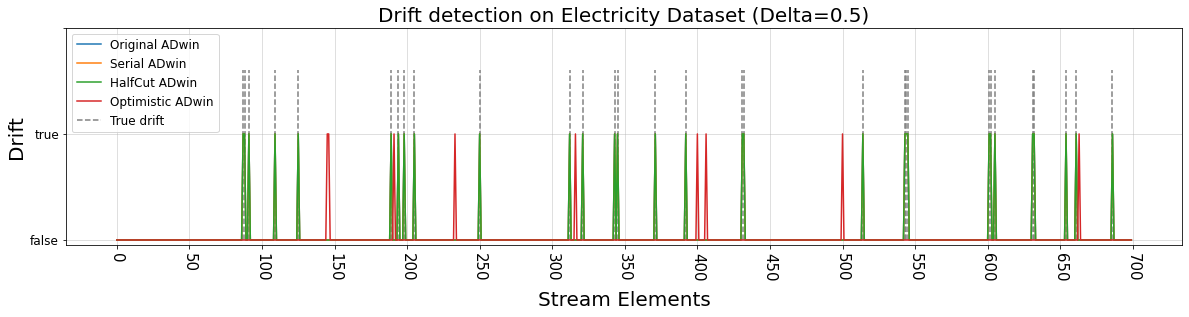 Drift detection on Electricity Dataset (Delta=0.5)
Original ADwin
Serial ADwin
HalfCut ADwin
Optimistic ADwin
True drift
Drift
true
false
0 50 100 150 200 250 300 350 400 450 500 550 600 650 700
Stream Elements